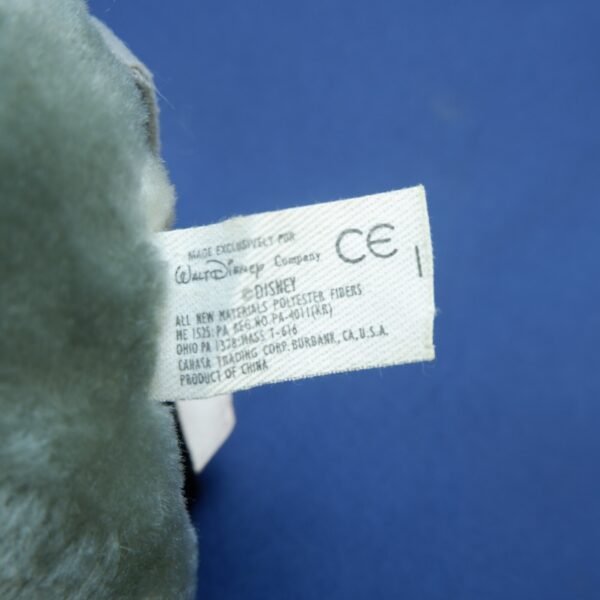 MADE EXCLUSIVELY FOR
WALT DISNEY Company CE
©DISNEY
ALL NEW MATERIALS POLYESTER FIBERS
ME 1525: PA REG.NO.PA-4011(KR)
OHIO PA 1378:MASS T-616
CANASA TRADING CORP. BURBANK, CA, U.S.A.
PRODUCT OF CHINA